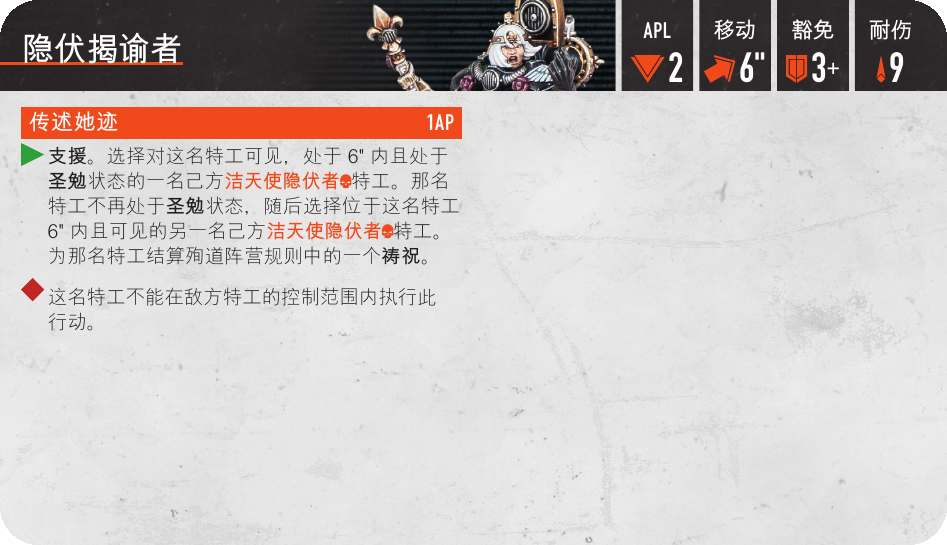 隐伏揭谕者
APL
2
移动
6"
豁免
3+
耐伤
9
传述她迹 1AP
支援。选择对这名特工可见，处于 6" 内且处于
圣勉状态的一名己方洁天使隐伏者特工。那名
特工不再处于圣勉状态，随后选择位于这名特工
6" 内且可见的另一名己方洁天使隐伏者特工。
为那名特工结算殉道阵营规则中的一个祷祝。
这名特工不能在敌方特工的控制范围内执行此
行动。